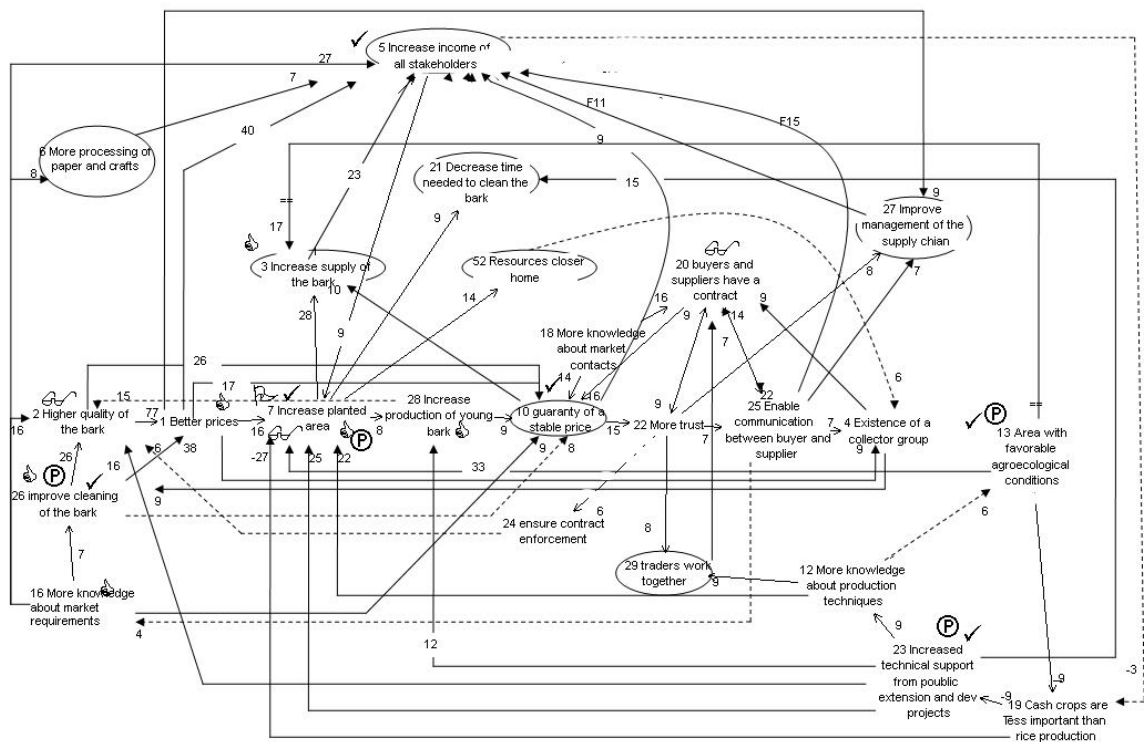 5 Increase income of
all stakeholders
27
7
40
F11
F15
9
6 More processing of
paper and crafts
8
23
21 Decrease time
needed to clean the
bark
15
9
9
27 Improve
management of the
supply chian
==
==
17
3 Increase supply of
the bark
10
52 Resources closer
home
14
20 buyers and
suppliers have a
contract
8
7
28
9
18 More knowledge
about market
contacts
16
9
14
9
7
6
26
14
16
22
15
17
2 Higher quality of
the bark
16
77
1 Better prices
16
7 Increase planted
area
28 Increase
production of young
bark
8
9
10 guaranty of a
stable price
15
9
22 More trust
7
25 Enable
communication
between buyer and
supplier
7
4 Existence of a
collector group
9
13 Area with
favorable
agroecological
conditions
6
38
-27
25
22
9
8
33
26
16
26 improve cleaning
of the bark
9
6
24 ensure contract
enforcement
6
7
8
29 traders work
together
9
12 More knowledge
about production
techniques
16 More knowledge
about market
requirements
4
P
P
P
P
9
12
23 Increased
technical support
from poublic
extension and dev
projects
-3
-9
-9
19 Cash crops are
less important than
rice production